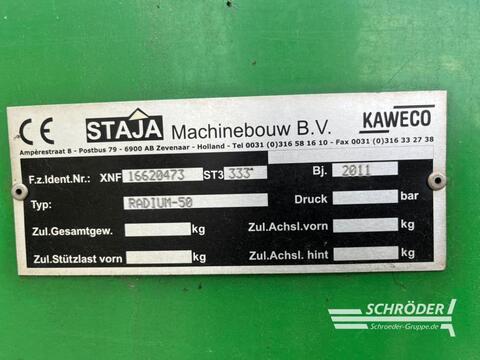 CE STAJA Machinebouw B.V. KAWECO
Ampèrestraat 8 - Postbus 79 - 6900 AB Zevenaar - Holland - Tel 0031 (0)316 58 16 10 - Fax 0031 (0)316 33 27 38
F.z.Ident.Nr.: XNF 16620473 ST3 333* Bj. 2011
Typ: RADIUM-50 Druck bar
Zul.Gesamtgew. kg Zul.Achsl.vorn kg
Zul.Stützlast vorn kg Zul.Achsl. hint kg
SCHRÖDER
Schroeder-Gruppe.de